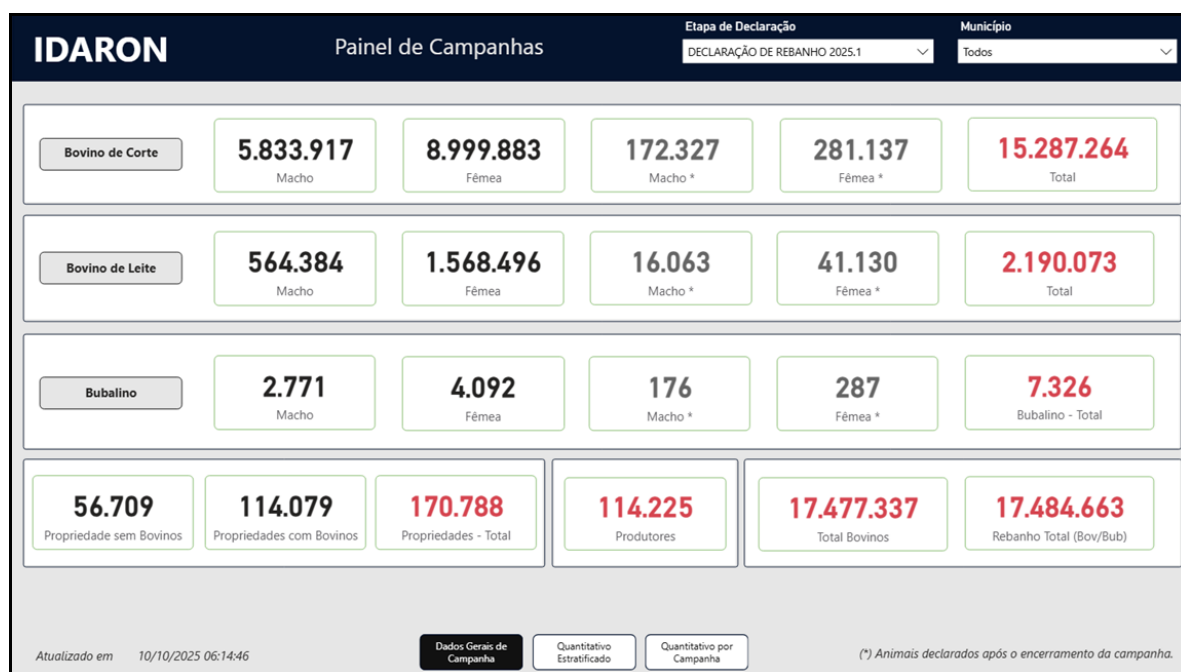 IDARON
Painel de Campanhas
Etapa de Declaração
DECLARAÇÃO DE REBANHO 2025.1
Município
Todos
Bovino de Corte
5.833.917
Macho
8.999.883
Fêmea
172.327
Macho *
281.137
Fêmea *
15.287.264
Total
Bovino de Leite
564.384
Macho
1.568.496
Fêmea
16.063
Macho *
41.130
Fêmea *
2.190.073
Total
Bubalino
2.771
Macho
4.092
Fêmea
176
Macho *
287
Fêmea *
7.326
Bubalino - Total
56.709
Propriedade sem Bovinos
114.079
Propriedades com Bovinos
170.788
Propriedades - Total
114.225
Produtores
17.477.337
Total Bovinos
17.484.663
Rebanho Total (Bov/Bub)
Atualizado em 10/10/2025 06:14:46
Dados Gerais de
Campanha
Quantitativo
Estratificado
Quantitativo por
Campanha
(*) Animais declarados após o encerramento da campanha.